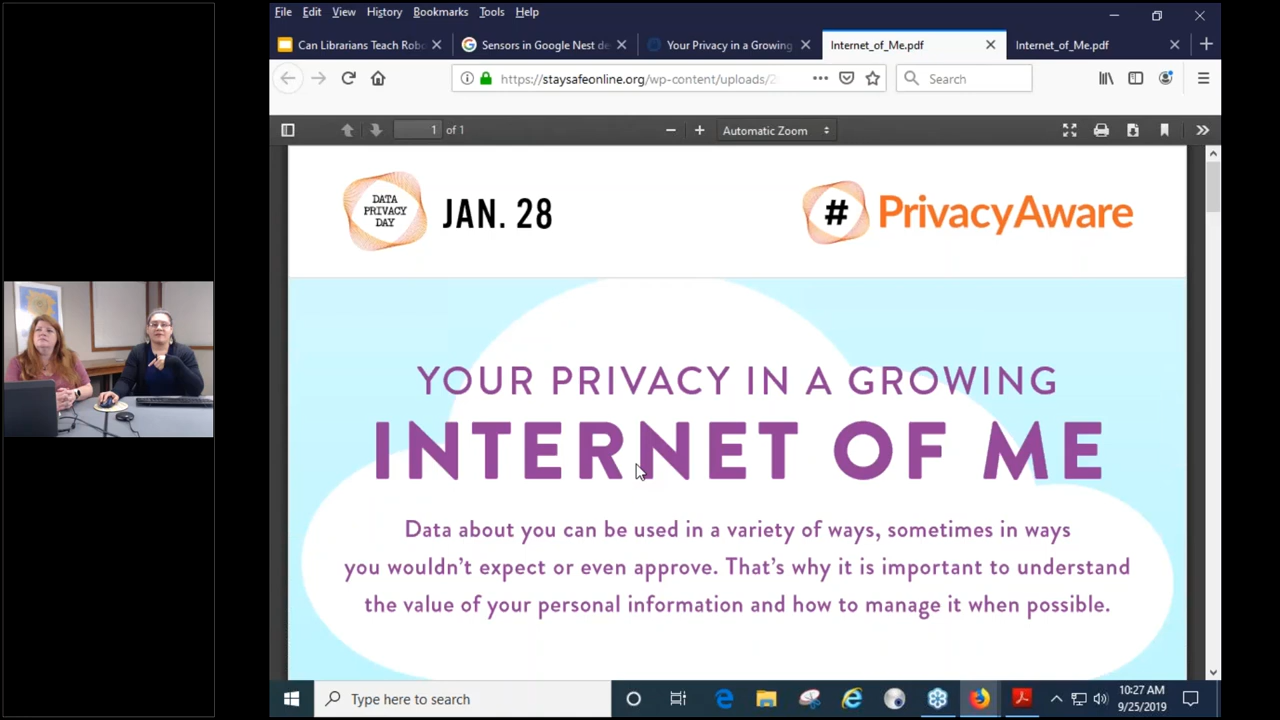 File Edit View History Bookmarks Tools Help
Can Librarians Teach Rob
Sensors in Google Nest de
Your Privacy in a Growing
Internet_of_Me.pdf
Internet_of_Me.pdf
https://staysafeonline.org/wp-content/uploads/2
Search
1 of 1
Automatic Zoom
DATA
PRIVACY
DAY
JAN. 28
# PrivacyAware
YOUR PRIVACY IN A GROWING
INTERNET OF ME
Data about you can be used in a variety of ways, sometimes in ways
you wouldn't expect or even approve. That's why it is important to understand
the value of your personal information and how to manage it when possible.
Type here to search
10:27 AM
9/25/2019